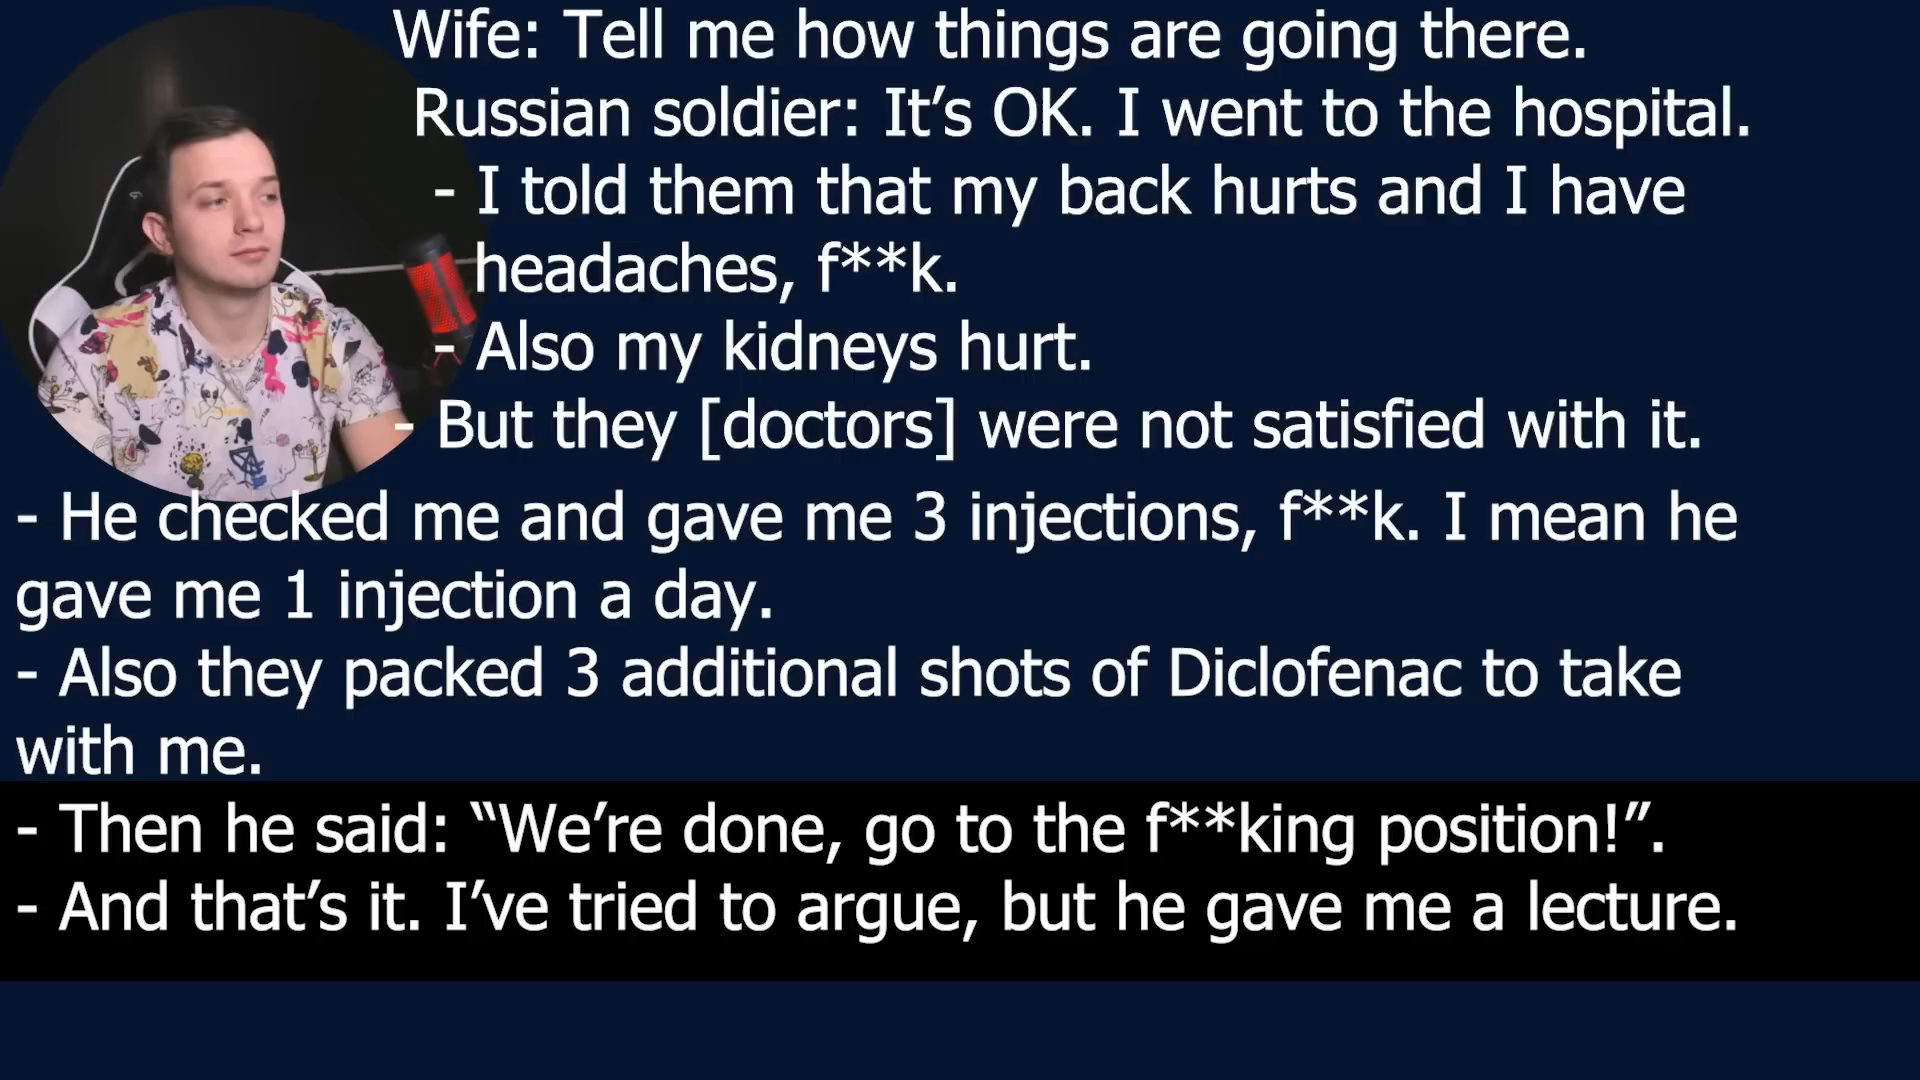 Wife: Tell me how things are going there.
Russian soldier: It’s OK. I went to the hospital.
- I told them that my back hurts and I have
headaches, f**k.
- Also my kidneys hurt.
- But they [doctors] were not satisfied with it.
- He checked me and gave me 3 injections, f**k. I mean he
gave me 1 injection a day.
- Also they packed 3 additional shots of Diclofenac to take
with me.
- Then he said: “We’re done, go to the f**king position!”.
- And that’s it. I’ve tried to argue, but he gave me a lecture.